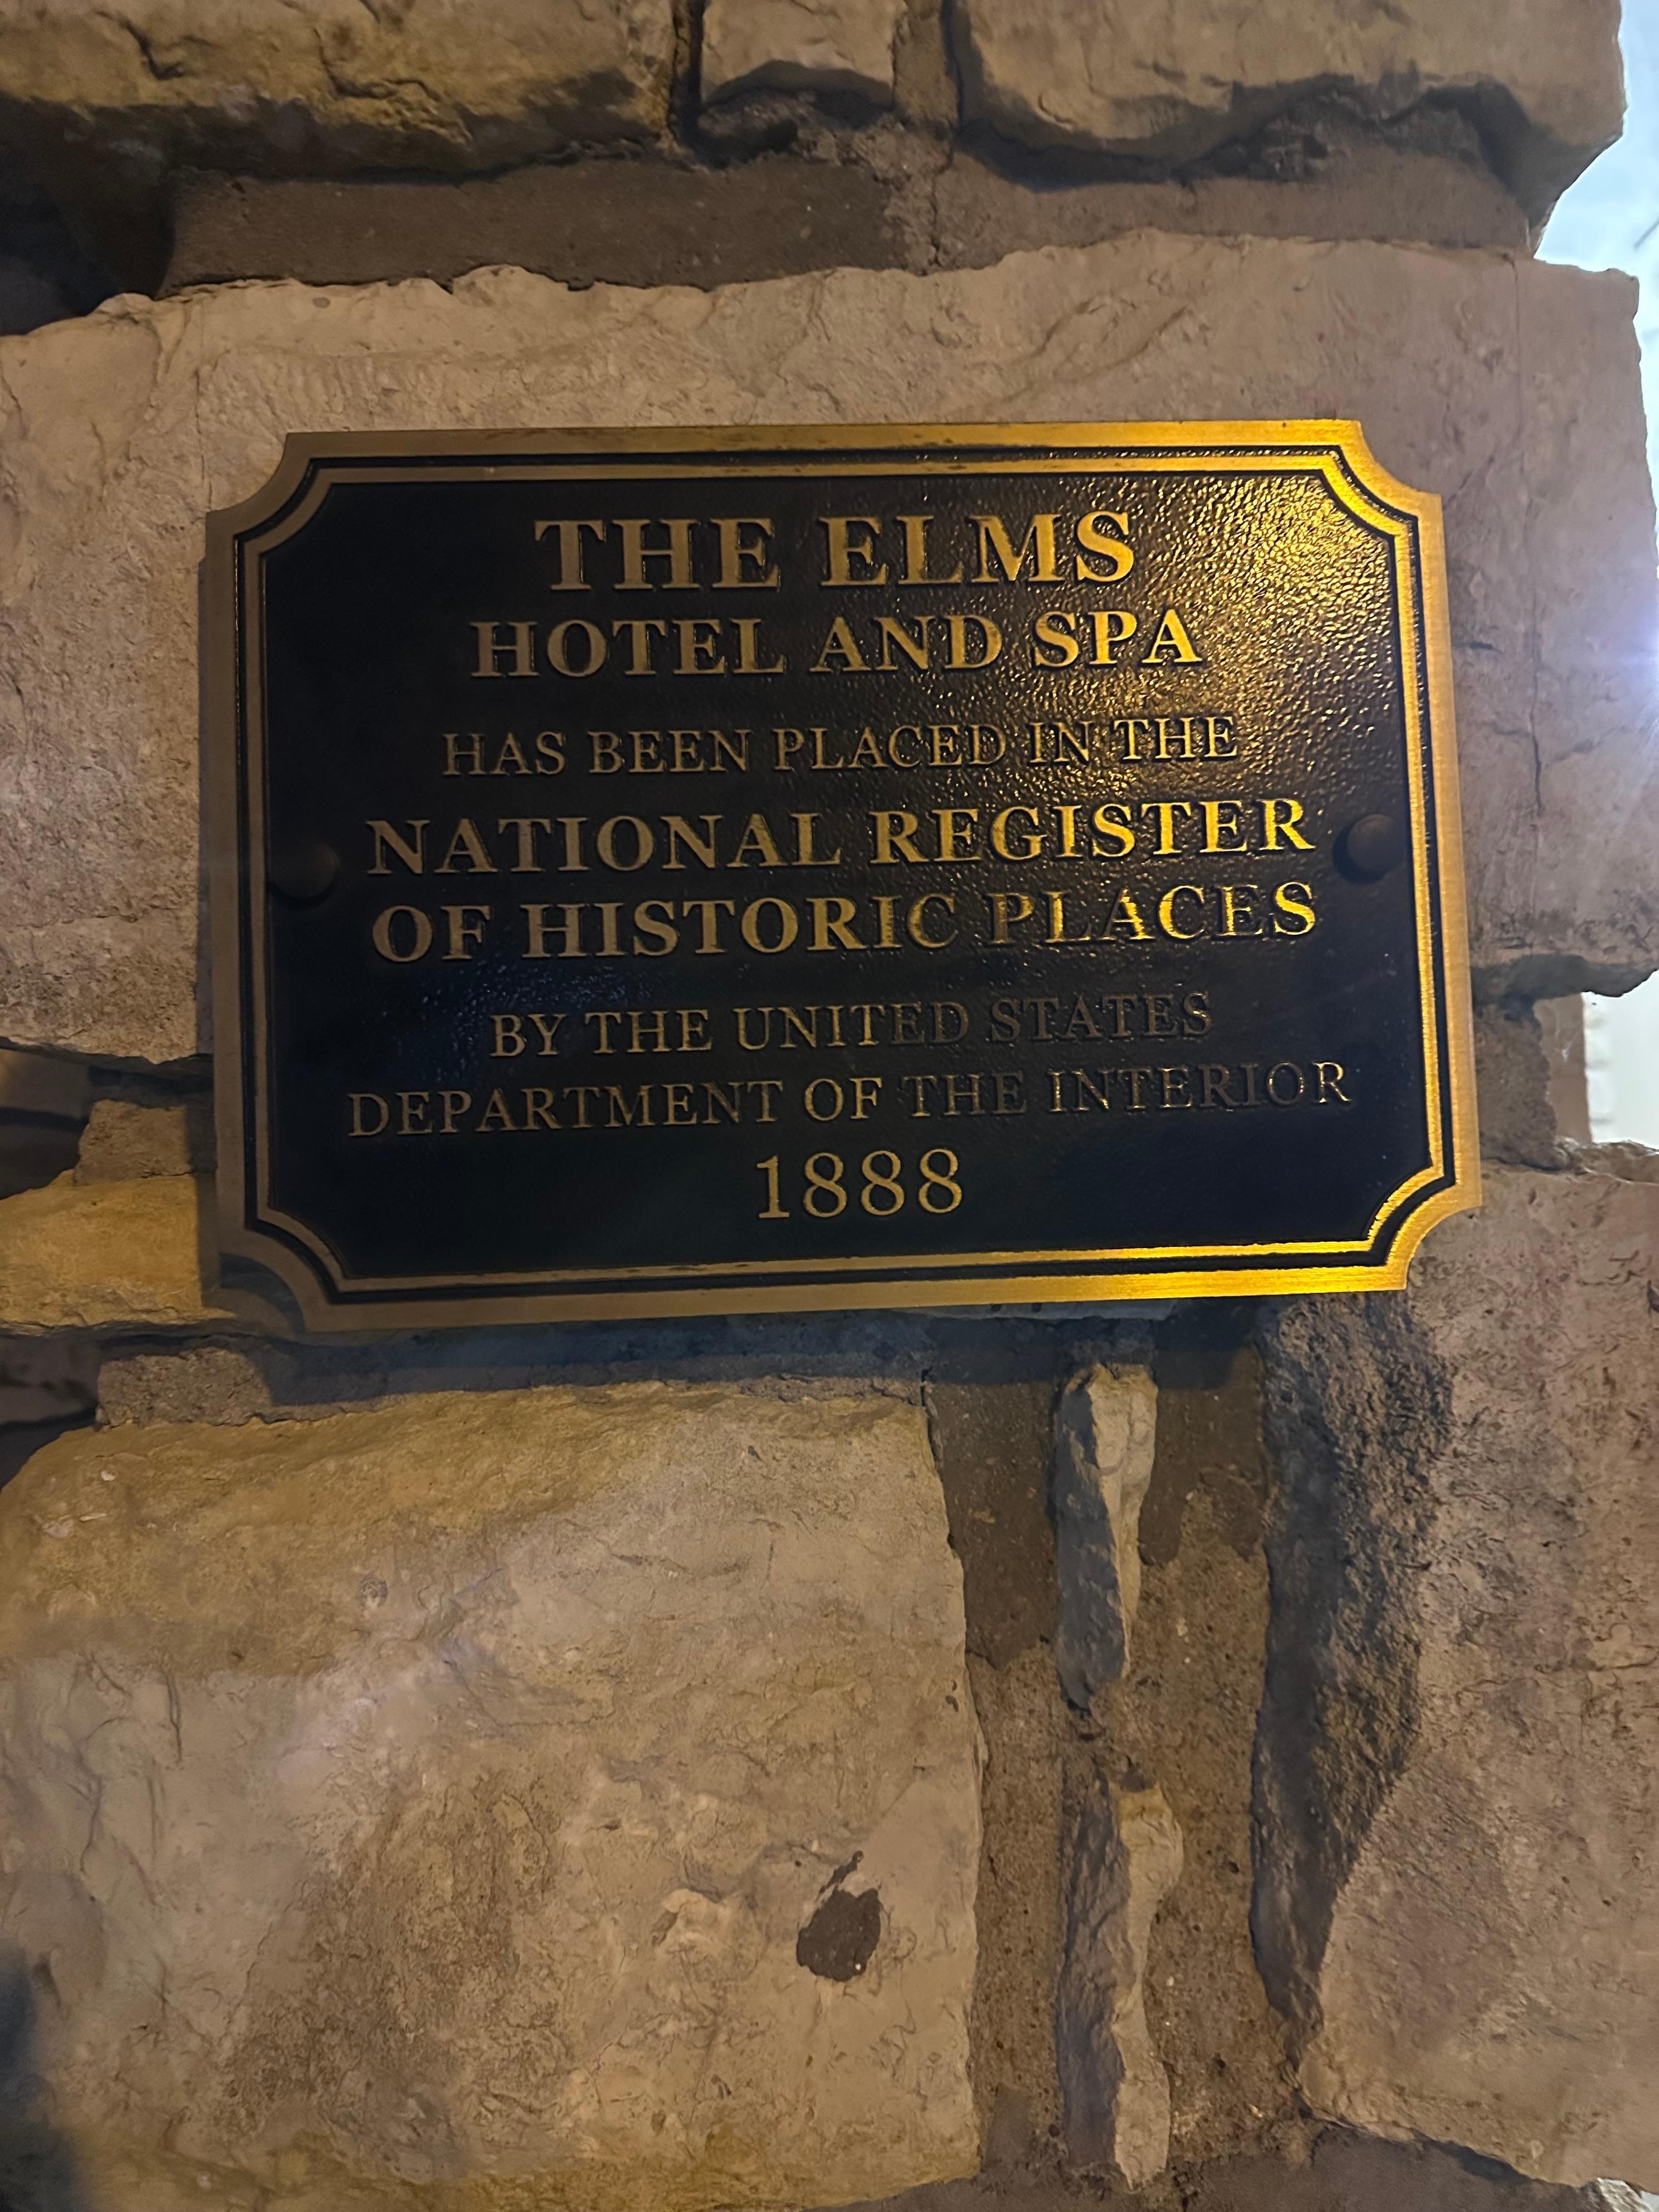 THE ELMS
HOTEL AND SPA
HAS BEEN PLACED IN THE
NATIONAL REGISTER
OF HISTORIC PLACES
BY THE UNITED STATES
DEPARTMENT OF THE INTERIOR
1888